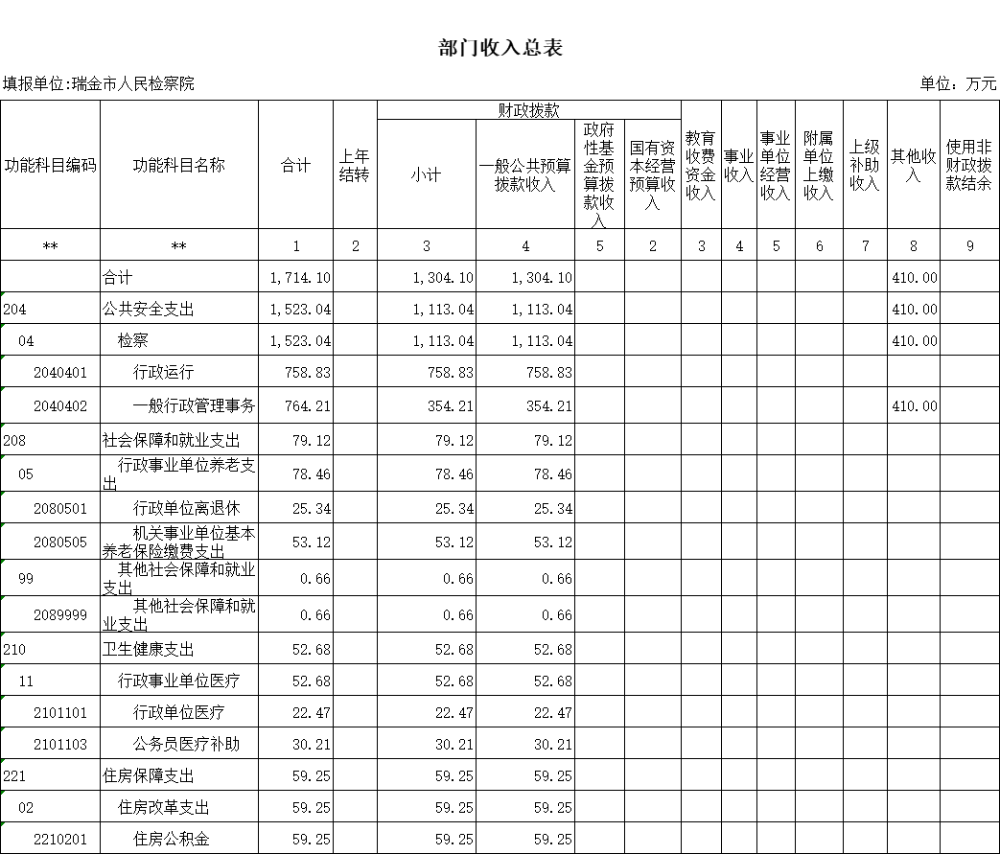 部门收入总表
填报单位:瑞金市人民检察院 单位：万元
功能科目编码 功能科目名称 合计 上年结转 财政拨款 教育收费资金收入 事业收入 事业单位经营收入 附属单位上缴收入 上级补助收入 其他收入 使用非财政拨款结余
小计 一般公共预算拨款收入 政府性基金预算拨款收入 国有资本经营预算收入
** ** 1 2 3 4 5 2 3 4 5 6 7 8 9
合计 1,714.10 1,304.10 1,304.10 410.00
204 公共安全支出 1,523.04 1,113.04 1,113.04 410.00
04 检察 1,523.04 1,113.04 1,113.04 410.00
2040401 行政运行 758.83 758.83 758.83
2040402 一般行政管理事务 764.21 354.21 354.21 410.00
208 社会保障和就业支出 79.12 79.12 79.12
05 行政事业单位养老支出 78.46 78.46 78.46
2080501 行政单位离退休 25.34 25.34 25.34
2080505 机关事业单位基本养老保险缴费支出 53.12 53.12 53.12
99 其他社会保障和就业支出 0.66 0.66 0.66
2089999 其他社会保障和就业支出 0.66 0.66 0.66
210 卫生健康支出 52.68 52.68 52.68
11 行政事业单位医疗 52.68 52.68 52.68
2101101 行政单位医疗 22.47 22.47 22.47
2101103 公务员医疗补助 30.21 30.21 30.21
221 住房保障支出 59.25 59.25 59.25
02 住房改革支出 59.25 59.25 59.25
2210201 住房公积金 59.25 59.25 59.25